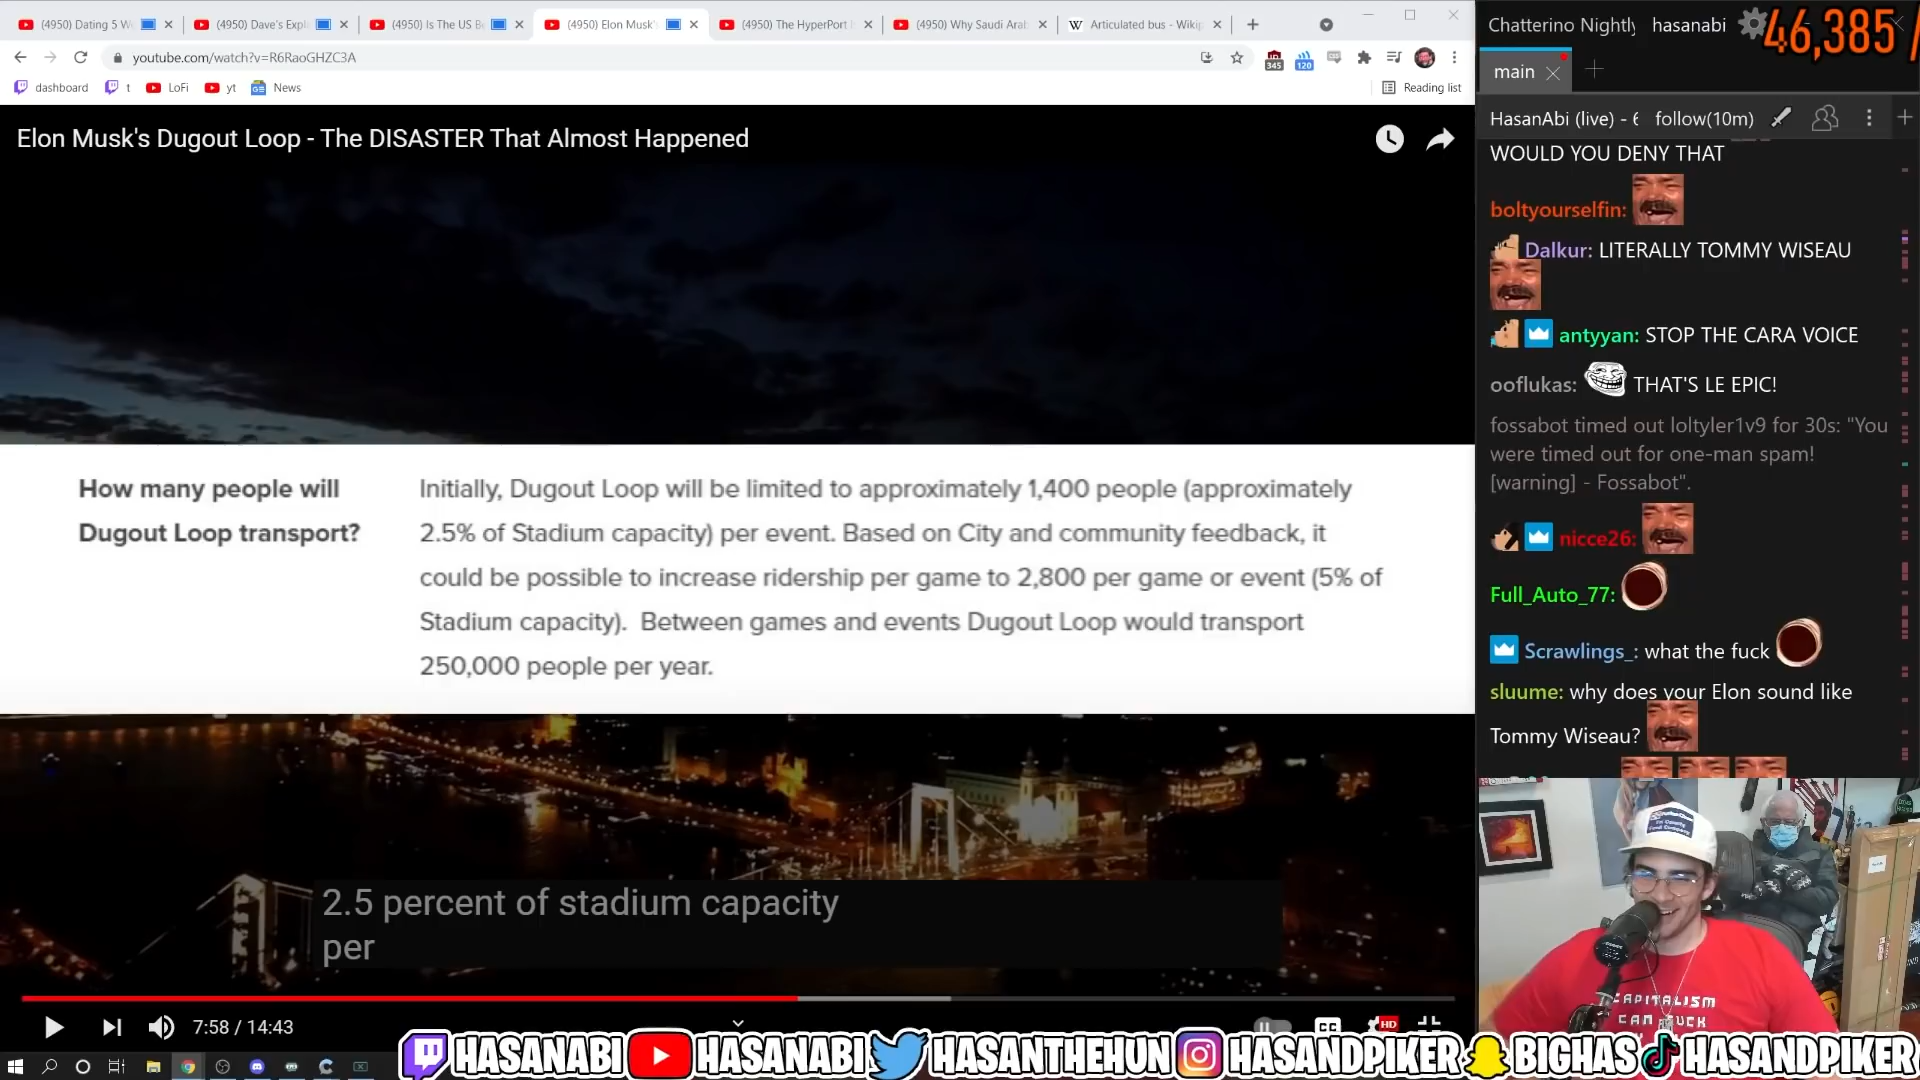 (4950) Dating 5 W
(4950) Dave's Expl
(4950) Is The US Be
(4950) Elon Musk's
(4950) The HyperPort
(4950) Why Saudi Arab
Articulated bus - Wikip
youtube.com/watch?v=R6RaoGHZC3A
345
120
dashboard
t
LoFi
yt
News
Reading list
Elon Musk's Dugout Loop - The DISASTER That Almost Happened
How many people will
Dugout Loop transport?
Initially, Dugout Loop will be limited to approximately 1,400 people (approximately
2.5% of Stadium capacity) per event. Based on City and community feedback, it
could be possible to increase ridership per game to 2,800 per game or event (5% of
Stadium capacity). Between games and events Dugout Loop would transport
250,000 people per year.
2.5 percent of stadium capacity
per
7:58 / 14:43
HD
Chatterino Nightly
hasanabi
46,385 /
main
HasanAbi (live) - 6
follow(10m)
WOULD YOU DENY THAT
boltyourselfin:
Dalkur: LITERALLY TOMMY WISEAU
antyyan: STOP THE CARA VOICE
ooflukas: THAT'S LE EPIC!
fossabot timed out loltyler1v9 for 30s: "You
were timed out for one-man spam!
[warning] - Fossabot".
nicce26:
Full_Auto_77:
Scrawlings_: what the fuck
sluume: why does your Elon sound like
Tommy Wiseau?
CAPITALISM
CAN SUCK
HASANABI
HASANABI
HASANTHEHUN
HASANDPIKER
BIGHAS
HASANDPIKER